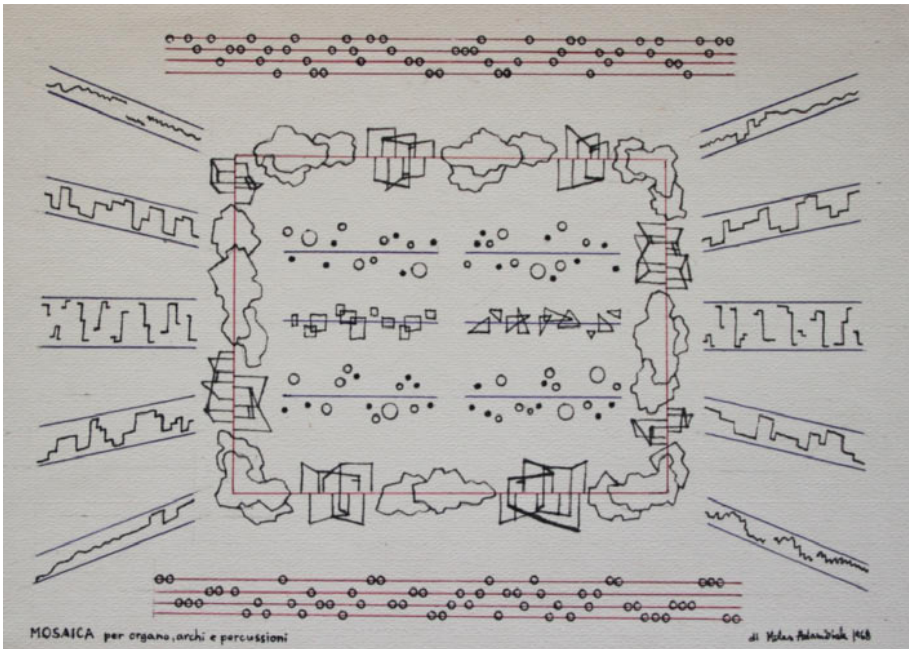 MOSAICA per organo, archi e percussioni
di Milan Adamčiak 1968